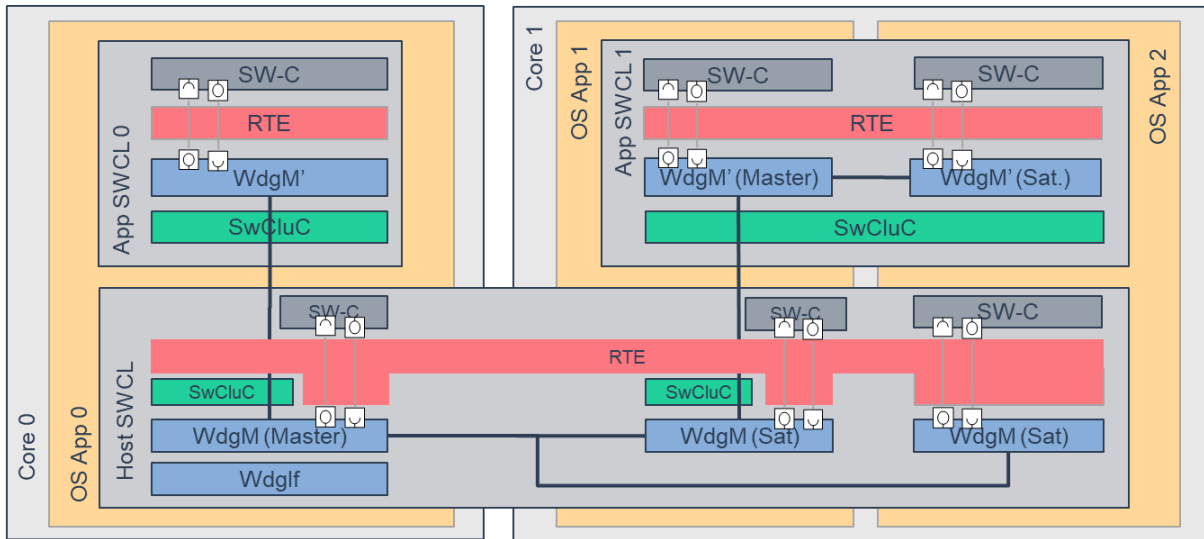 Core 0
OS App 0
App SWCL 0
SW-C
RTE
WdgM’
SwCluC
Core 1
OS App 1
App SWCL 1
SW-C
SW-C
OS App 2
RTE
WdgM’ (Master)
WdgM’ (Sat.)
SwCluC
Host SWCL
SW-C
SW-C
SW-C
RTE
SwCluC
SwCluC
WdgM (Master)
WdgM (Sat)
WdgM (Sat)
WdgIf